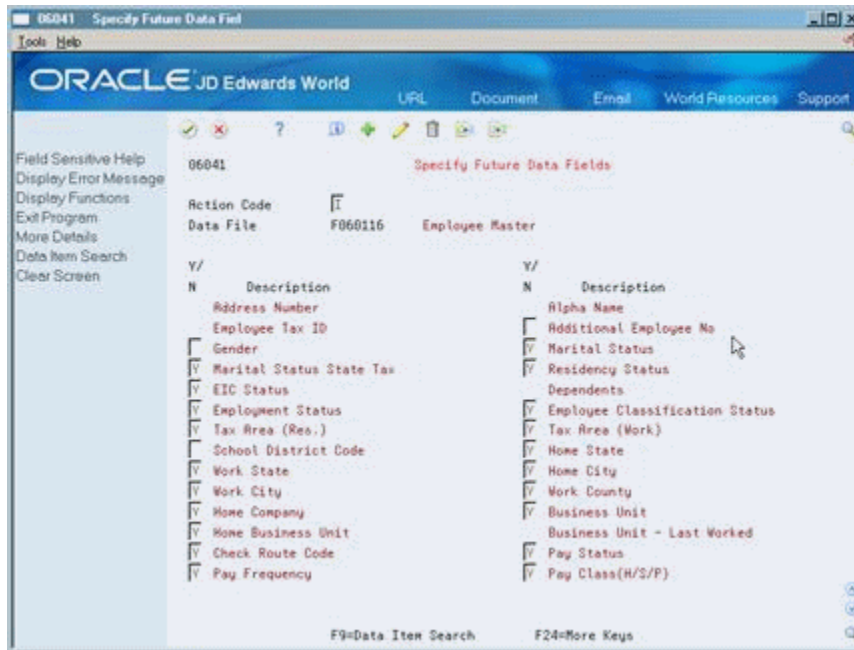 06041 Specify Future Data Fiel
Tools Help
ORACLE JD Edwards World
URL Document Email World Resources Support
Field Sensitive Help
Display Error Message
Display Functions
Exit Program
More Details
Data Item Search
Clear Screen
06041 Specify Future Data Fields
Action Code I
Data File F060116 Employee Master
Y/ Y/
N Description N Description
Address Number Alpha Name
Employee Tax ID Additional Employee No
Gender Y Marital Status
Y Marital Status State Tax Y Residency Status
Y EIC Status Dependents
Y Employment Status Y Employee Classification Status
Y Tax Area (Res.) Y Tax Area (Work)
School District Code Y Home State
Y Work State Y Home City
Y Work City Y Work County
Y Home Company Y Business Unit
Y Home Business Unit Business Unit - Last Worked
Y Check Route Code Y Pay Status
Y Pay Frequency Y Pay Class(H/S/P)
F9=Data Item Search F24=More Keys